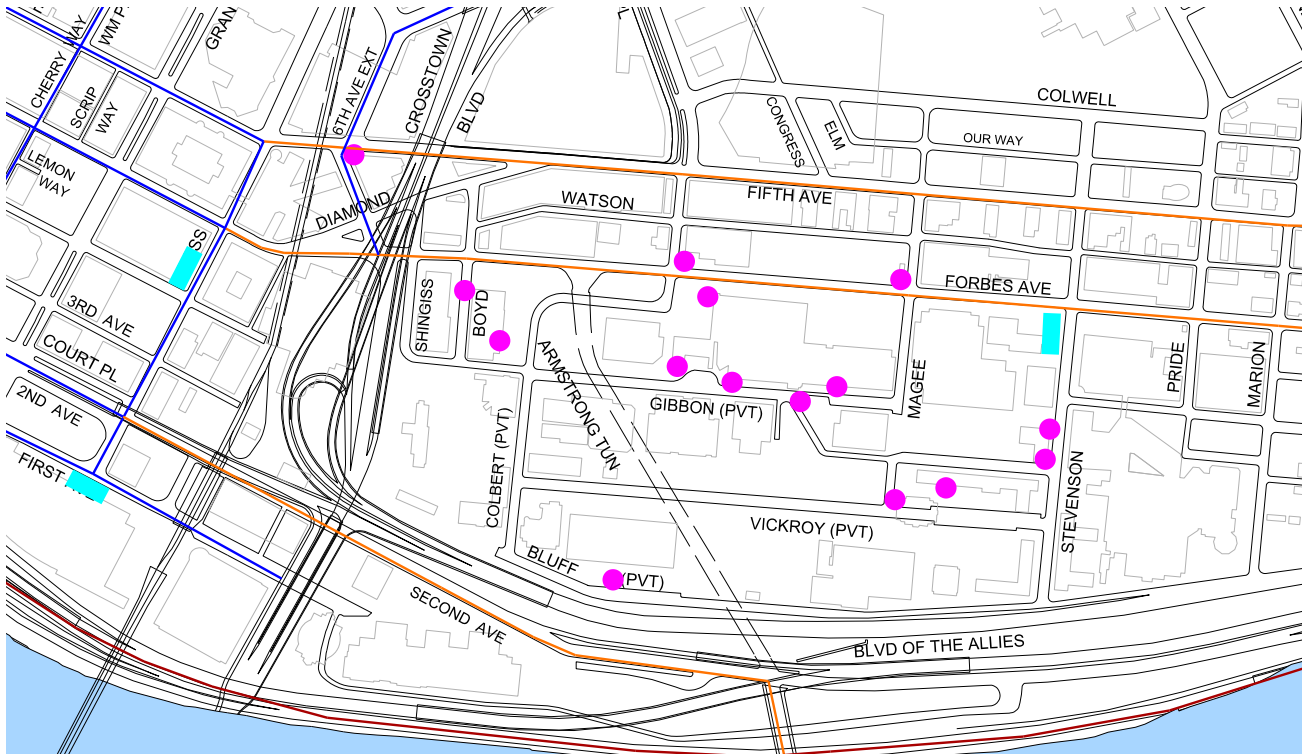 CHERRY WAY
WM P
GRAN
6TH AVE EXT
CROSSTOWN
BLVD
AL
COLWELL
SCRIP
WAY
CONGRESS
ELM
OUR WAY
LEMON
WAY
DIAMOND
WATSON
FIFTH AVE
SS
FORBES AVE
3RD AVE
SHINGISS
BOYD
COURT PL
ARMSTRONG TUN
MAGEE
PRIDE
MARION
2ND AVE
GIBBON (PVT)
FIRST
COLBERT (PVT)
STEVENSON
VICKROY (PVT)
BLUFF
(PVT)
SECOND AVE
BLVD OF THE ALLIES